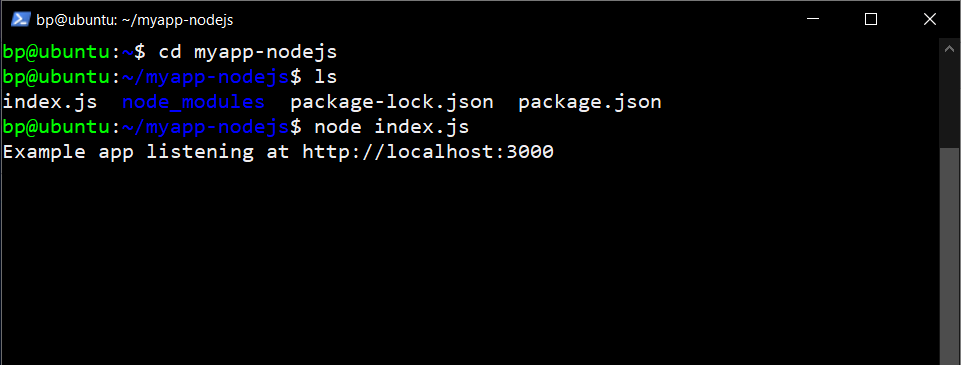 bp@ubuntu: ~/myapp-nodejs
bp@ubuntu:~$ cd myapp-nodejs
bp@ubuntu:~/myapp-nodejs$ ls
index.js  node_modules  package-lock.json  package.json
bp@ubuntu:~/myapp-nodejs$ node index.js
Example app listening at http://localhost:3000